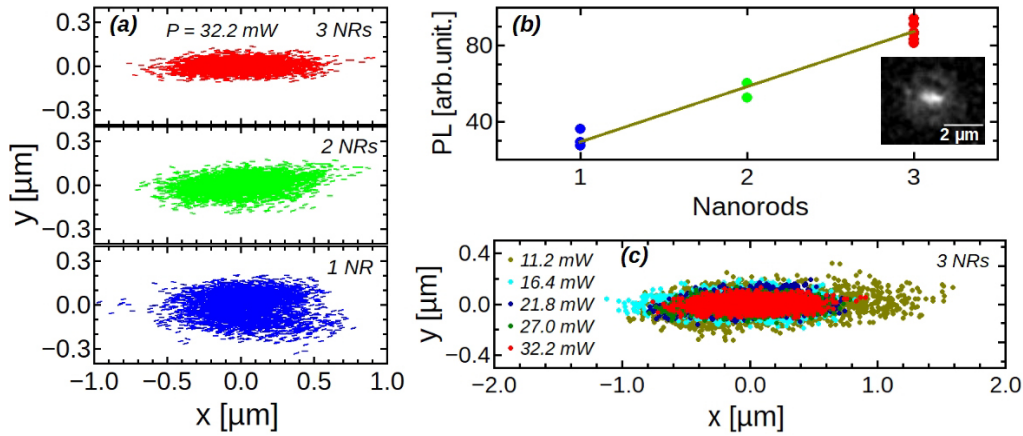 (a) P = 32.2 mW 3 NRs
0.3
0.0
−0.3
2 NRs
0.3
0.0
−0.3
1 NR
0.3
0.0
−0.3
y [µm]
−1.0 −0.5 0.0 0.5 1.0
x [µm]
(b)
80
40
PL [arb.unit.]
2 µm
1 2 3
Nanorods
(c) 3 NRs
0.4
0.0
−0.4
y [µm]
11.2 mW
16.4 mW
21.8 mW
27.0 mW
32.2 mW
−2.0 −1.0 0.0 1.0 2.0
x [µm]